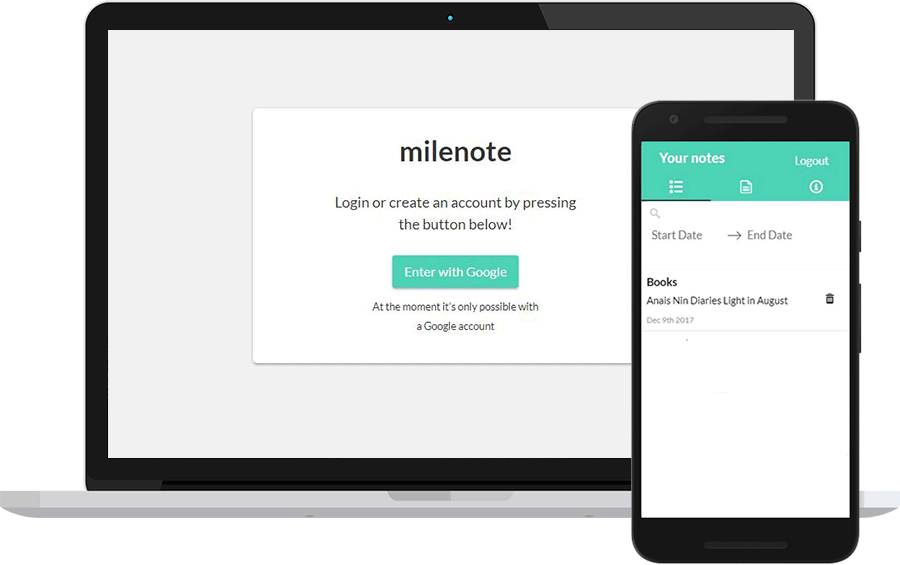 milenote
Login or create an account by pressing
the button below!
Enter with Google
At the moment it's only possible with
a Google account
Your notes
Logout
Start Date
End Date
Books
Anais Nin Diaries Light in August
Dec 9th 2017